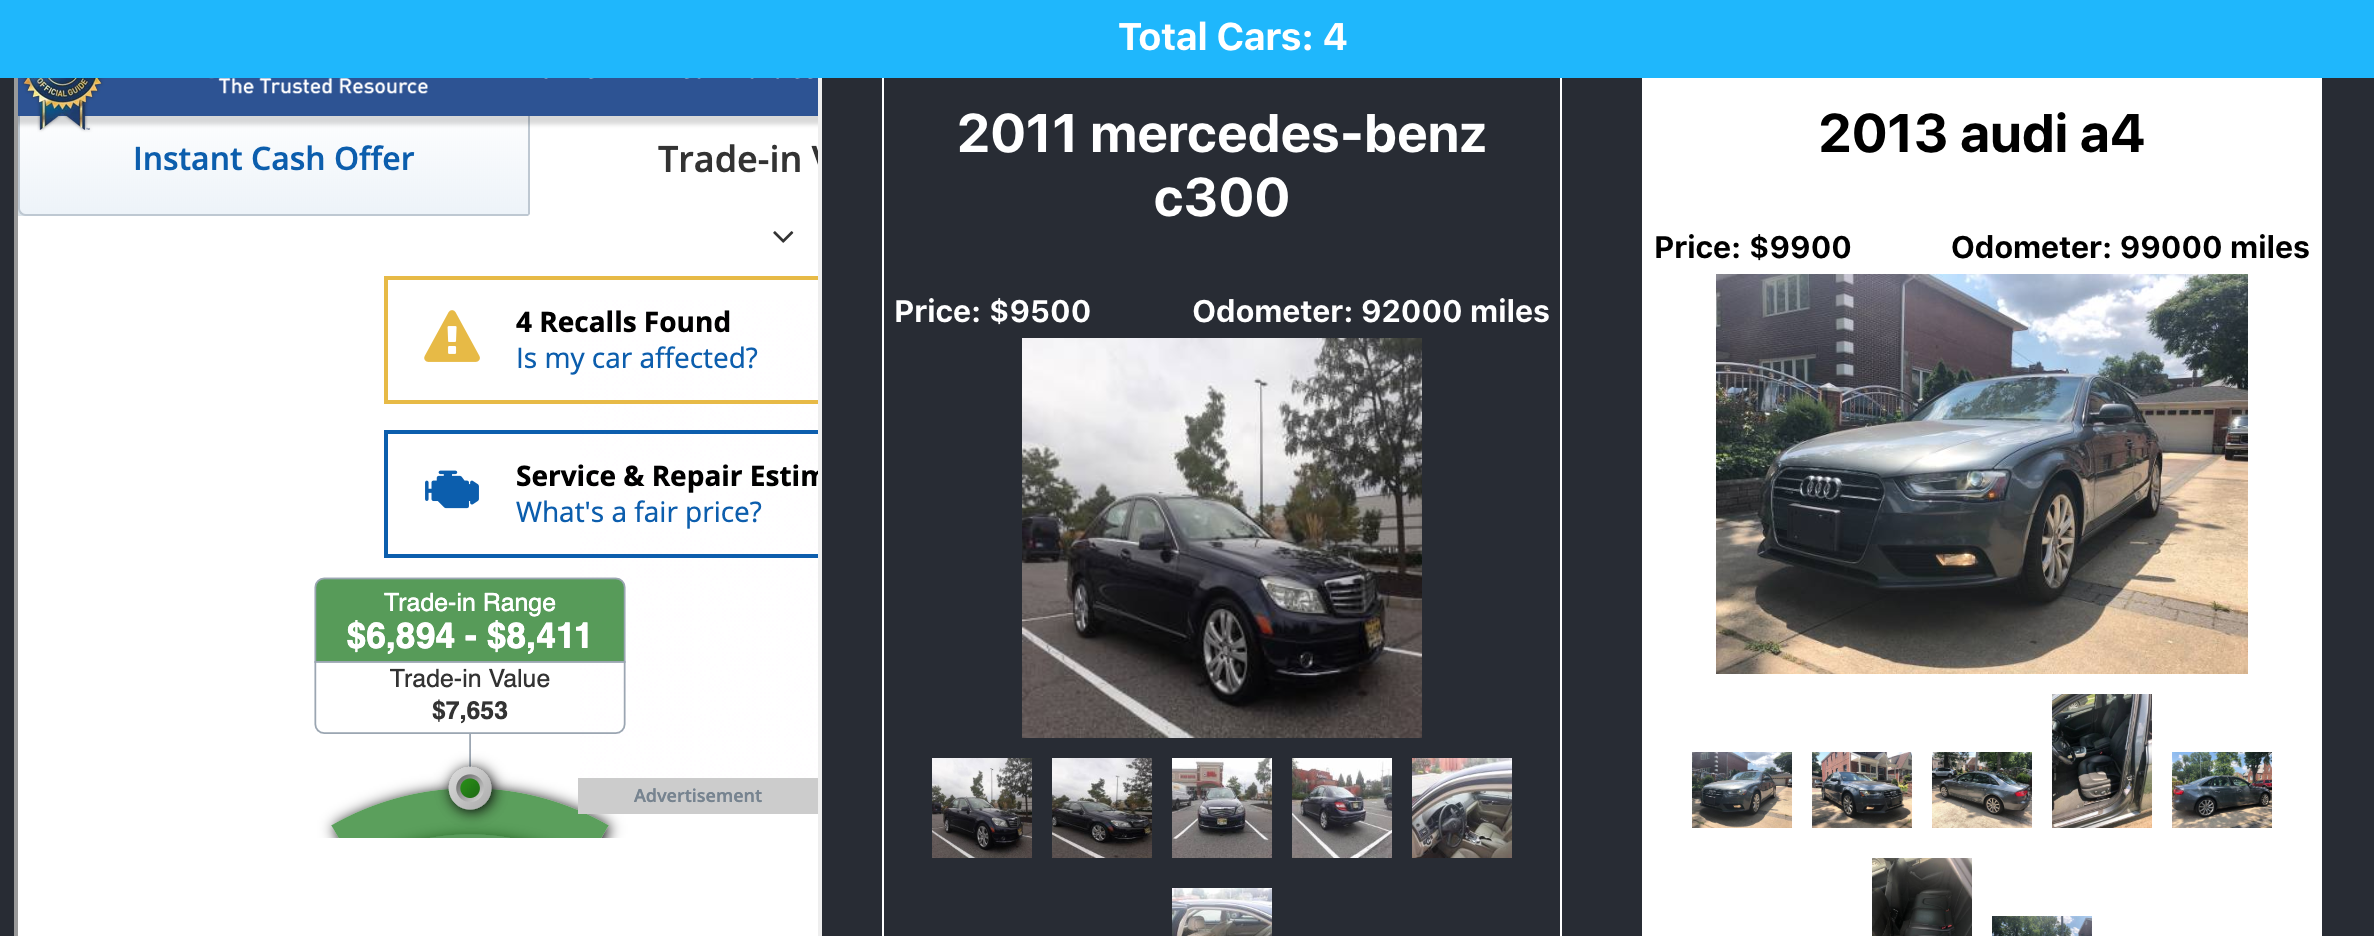 Total Cars: 4
OFFICIAL GUIDE
The Trusted Resource
Instant Cash Offer
Trade-in
4 Recalls Found
Is my car affected?
Service & Repair Estim
What's a fair price?
Trade-in Range
$6,894 - $8,411
Trade-in Value
$7,653
Advertisement
2011 mercedes-benz
c300
Price: $9500
Odometer: 92000 miles
2013 audi a4
Price: $9900
Odometer: 99000 miles